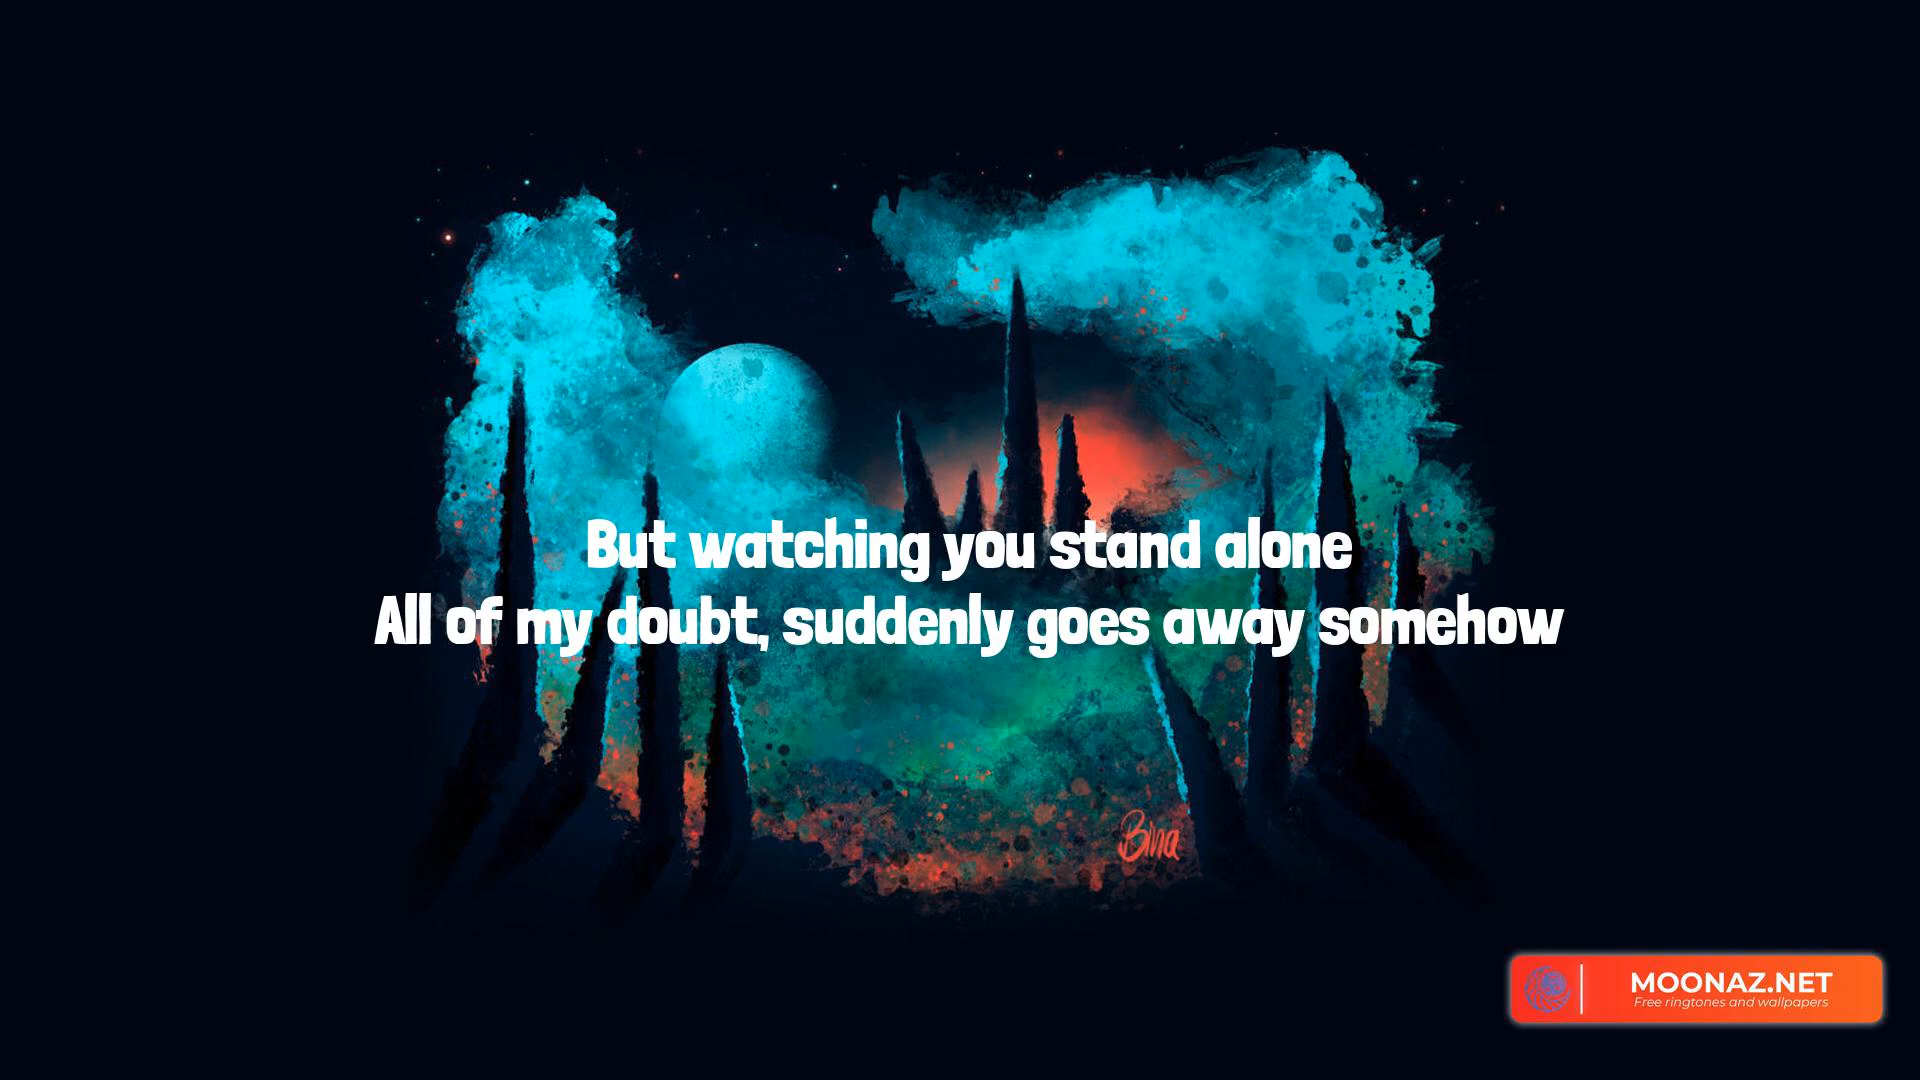 But watching you stand alone
All of my doubt, suddenly goes away somehow
Bina
MOONAZ.NET
Free ringtones and wallpapers